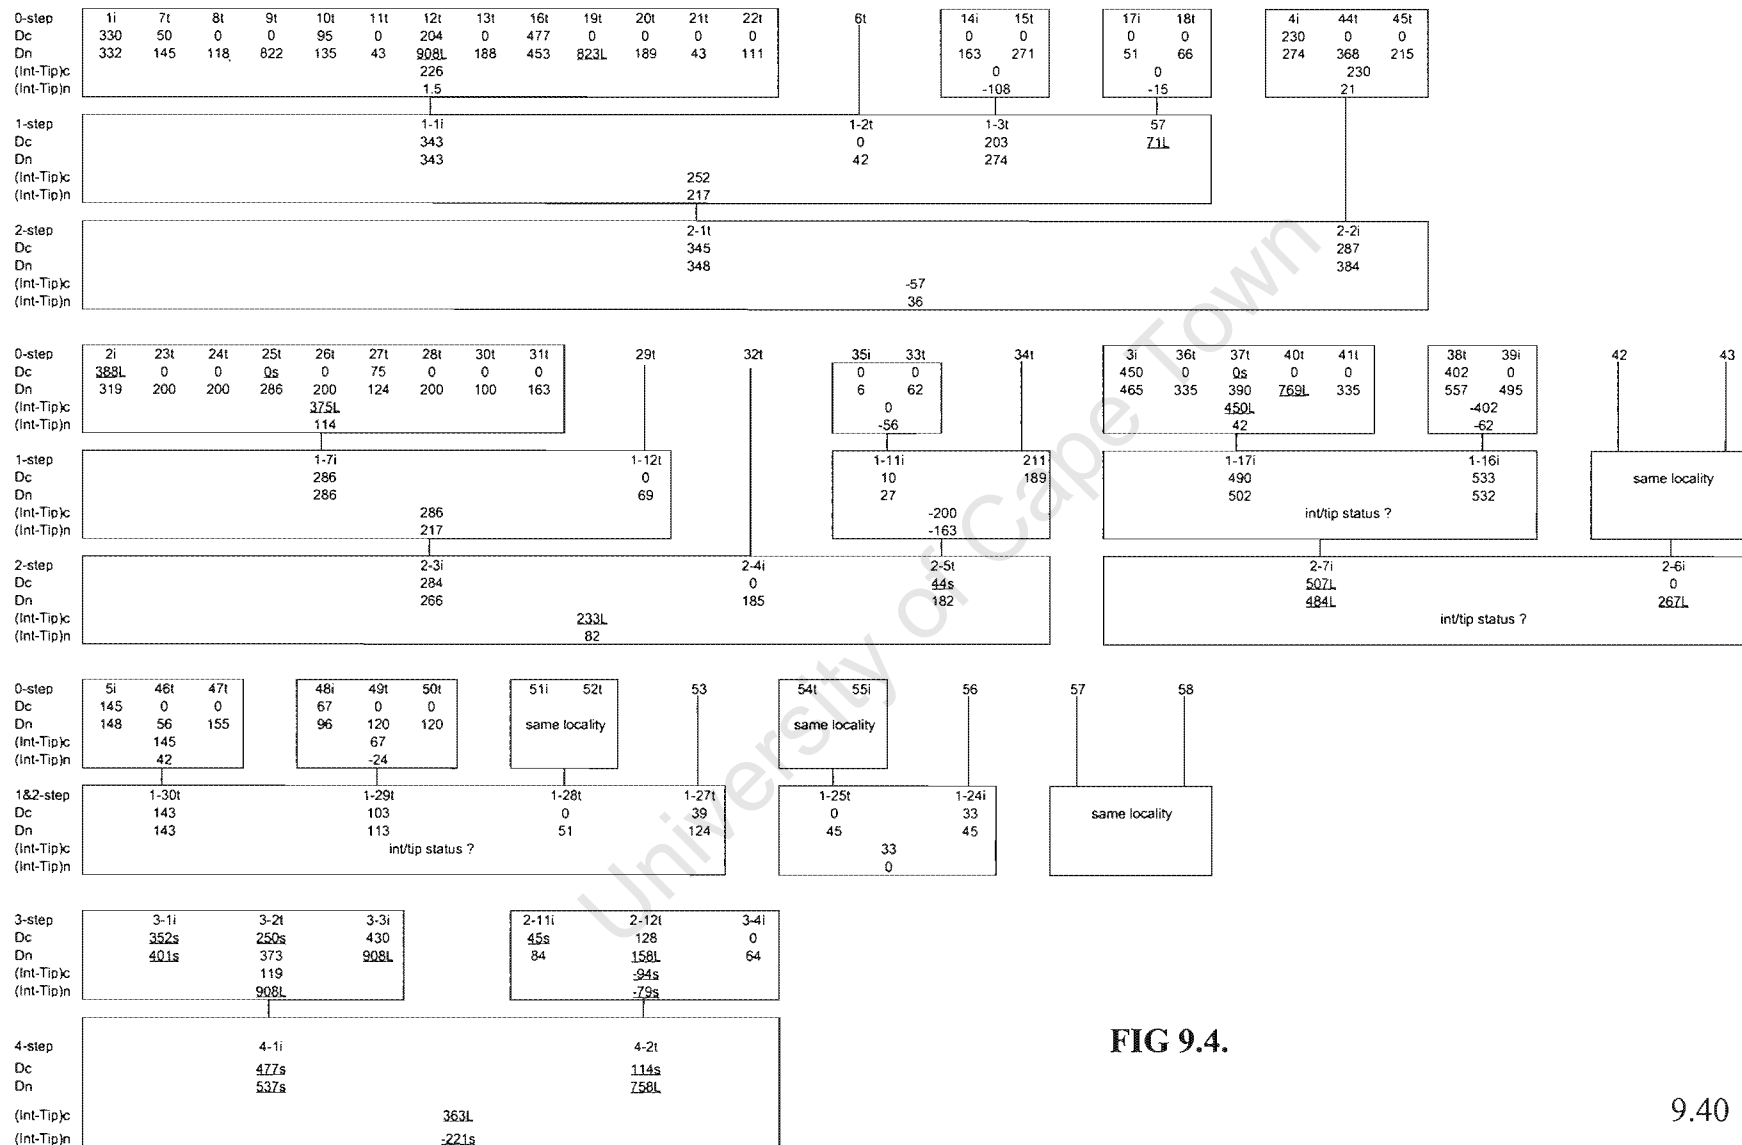 0-step 1i 7t 8t 9t 10t 11t 12t 13t 16t 19t 20t 21t 22t 6t 14i 15t 17i 18t 4i 44t 45t
Dc 330 50 0 0 95 0 204 0 477 0 0 0 0 0 0 0 0 230 0 0
Dn 332 145 118 822 135 43 908L 188 453 823L 189 43 111 163 271 51 66 274 368 215
(Int-Tip)c 226 0 0 230
(Int-Tip)n 1.5 -108 -15 21
1-step 1-1i 1-2t 1-3t 57
Dc 343 0 203 71L
Dn 343 42 274
(Int-Tip)c 252
(Int-Tip)n 217
2-step 2-1t 2-2i
Dc 345 287
Dn 348 384
(Int-Tip)c -57
(Int-Tip)n 36
0-step 2i 23t 24t 25t 26t 27t 28t 30t 31t 29t 32t 35i 33t 34t 3i 36t 37t 40t 41t 38t 39i 42 43
Dc 388L 0 0 0s 0 75 0 0 0 0 0 450 0 0s 0 0 402 0
Dn 319 200 200 286 200 124 200 100 163 6 62 465 335 390 769L 335 557 495
(Int-Tip)c 375L 0 450L -402
(Int-Tip)n 114 -56 42 -62
1-step 1-7i 1-12t 1-11i 211 1-17i 1-16i
Dc 286 0 10 189 490 533 same locality
Dn 286 69 27 502 532
(Int-Tip)c 286 -200 int/tip status ?
(Int-Tip)n 217 -163
2-step 2-3i 2-4i 2-5t 2-7i 2-6i
Dc 284 0 44s 507L 0
Dn 266 185 182 484L 267L
(Int-Tip)c 233L int/tip status ?
(Int-Tip)n 82
0-step 5i 46t 47t 48i 49t 50t 51i 52t 53 54t 55i 56 57 58
Dc 145 0 0 67 0 0
Dn 148 56 155 96 120 120 same locality same locality
(Int-Tip)c 145 67
(Int-Tip)n 42 -24
1&2-step 1-30t 1-29t 1-28t 1-27t 1-25t 1-24i
Dc 143 103 0 39 0 33 same locality
Dn 143 113 51 124 45 45
(Int-Tip)c int/tip status ? 33
(Int-Tip)n 0
3-step 3-1i 3-2t 3-3i 2-11i 2-12t 3-4i
Dc 352s 250s 430 45s 128 0
Dn 401s 373 908L 84 158L 64
(Int-Tip)c 119 -94s
(Int-Tip)n 908L -79s
4-step 4-1i 4-2t
Dc 477s 114s
Dn 537s 758L
(Int-Tip)c 363L
(Int-Tip)n -221s
FIG 9.4.
9.40
University of Cape Town